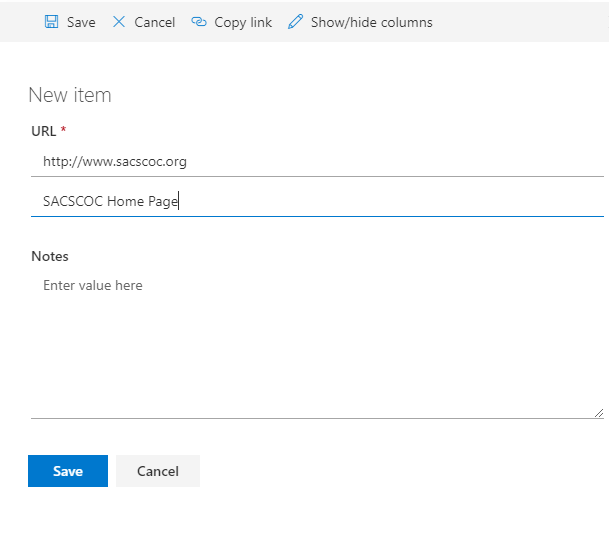 Save Cancel Copy link Show/hide columns
New item
URL *
http://www.sacscoc.org
SACSCOC Home Page
Notes
Enter value here
Save Cancel